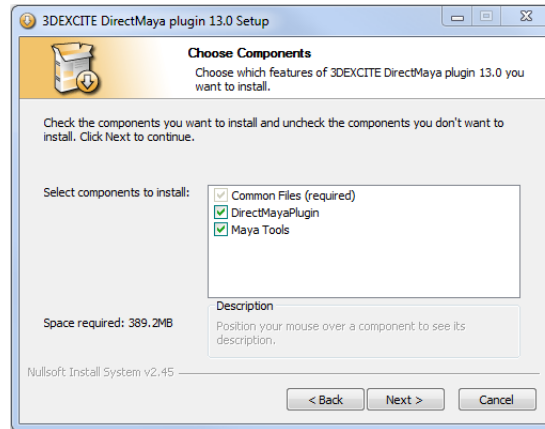 3DEXCITE DirectMaya plugin 13.0 Setup
Choose Components
Choose which features of 3DEXCITE DirectMaya plugin 13.0 you
want to install.
Check the components you want to install and uncheck the components you don't want to
install. Click Next to continue.
Select components to install:
Common Files (required)
DirectMayaPlugin
Maya Tools
Space required: 389.2MB
Description
Position your mouse over a component to see its
description.
Nullsoft Install System v2.45
< Back
Next >
Cancel